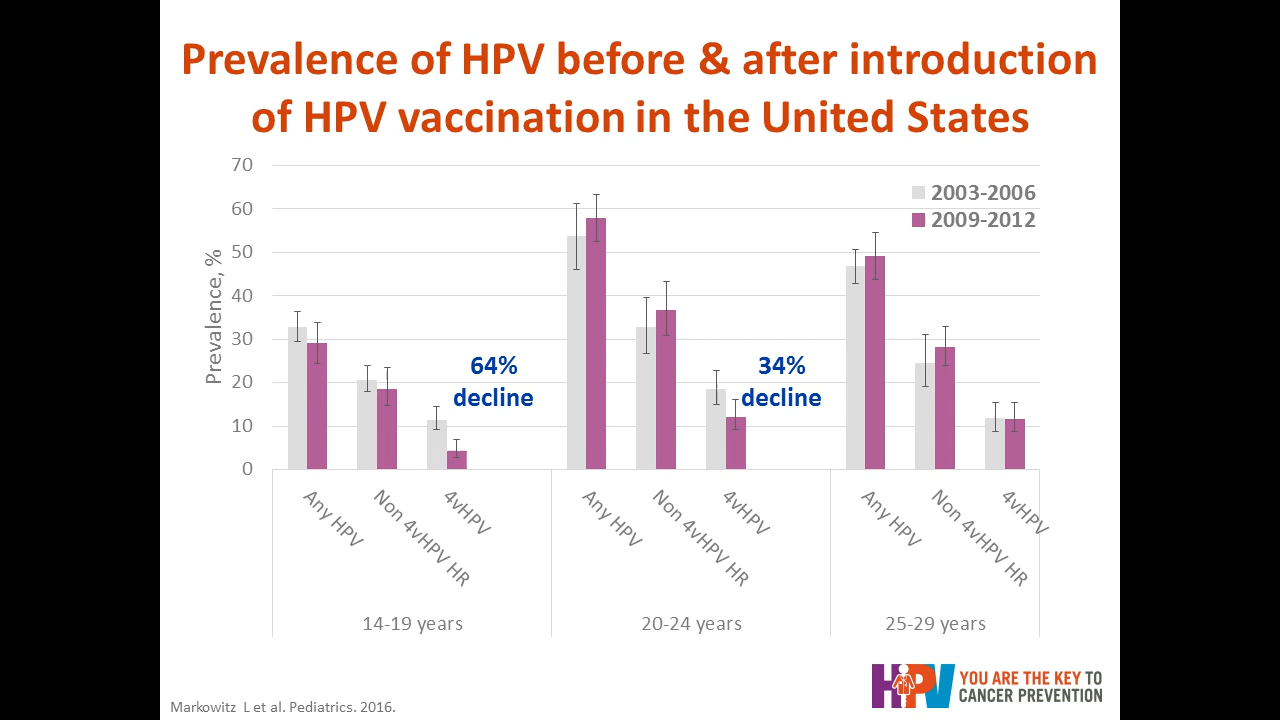 Prevalence of HPV before & after introduction
of HPV vaccination in the United States
70
60
50
40
30
20
10
0
Prevalence, %
2003-2006
2009-2012
64%
decline
34%
decline
Any HPV
Non 4vHPV HR
4vHPV
Any HPV
Non 4vHPV HR
4vHPV
Any HPV
Non 4vHPV HR
4vHPV
14-19 years
20-24 years
25-29 years
HPV
YOU ARE THE KEY TO
CANCER PREVENTION
Markowitz L et al. Pediatrics. 2016.